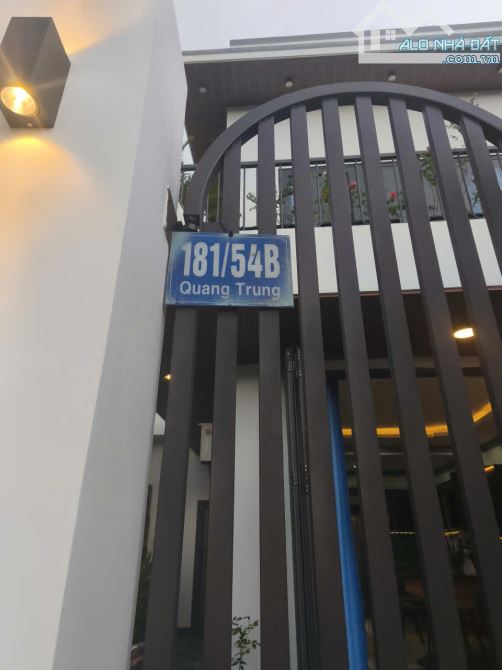 ALO NHÀ ĐẤT
.com.vn
181/54B
Quang Trung